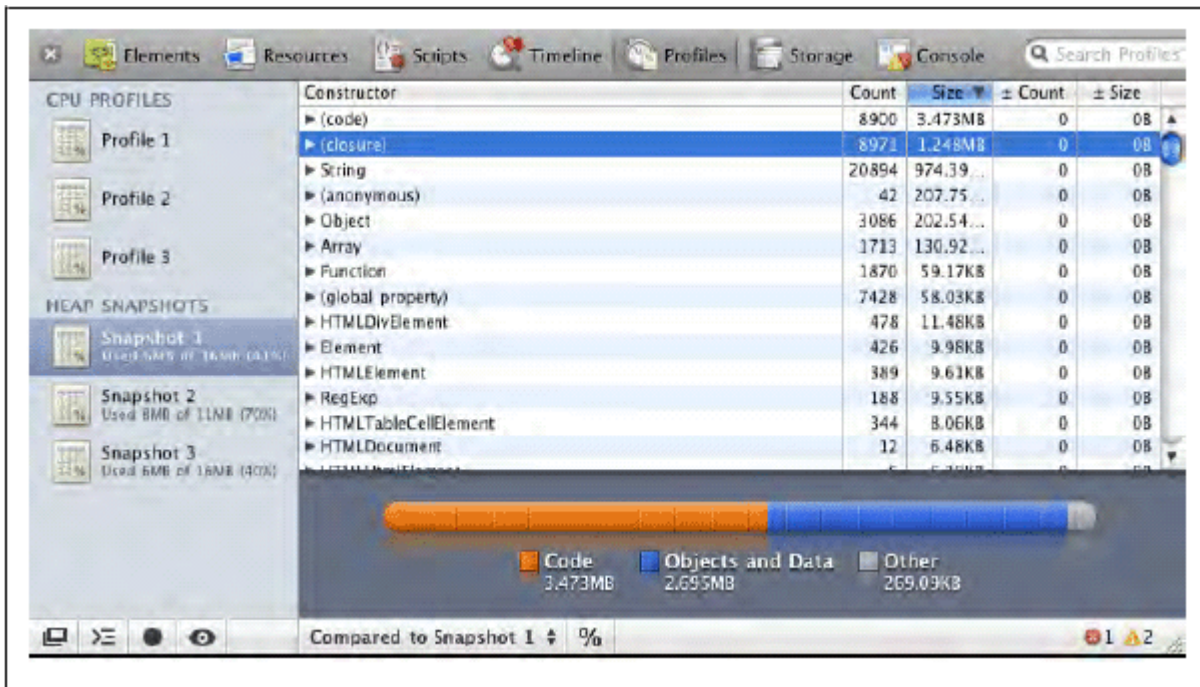 Elements Resources Scripts Timeline Profiles Storage Console Search Profiles
CPU PROFILES
Profile 1
Profile 2
Profile 3
HEAP SNAPSHOTS
Snapshot 1
Used 6MB of 16MB (41%)
Snapshot 2
Used 8MB of 11MB (70%)
Snapshot 3
Used 6MB of 16MB (40%)
Constructor Count Size ± Count ± Size
(code) 8900 3.473MB 0 0B
(closure) 8971 1.248MB 0 0B
String 20894 974.39... 0 0B
(anonymous) 42 207.75... 0 0B
Object 3086 202.54... 0 0B
Array 1713 130.92... 0 0B
Function 1870 59.17KB 0 0B
(global property) 7428 58.03KB 0 0B
HTMLDivElement 478 11.48KB 0 0B
Element 426 9.98KB 0 0B
HTMLElement 389 9.61KB 0 0B
RegExp 188 9.55KB 0 0B
HTMLTableCellElement 344 8.06KB 0 0B
HTMLDocument 12 6.48KB 0 0B
Code
3.473MB
Objects and Data
2.695MB
Other
269.09KB
Compared to Snapshot 1 % 1 2